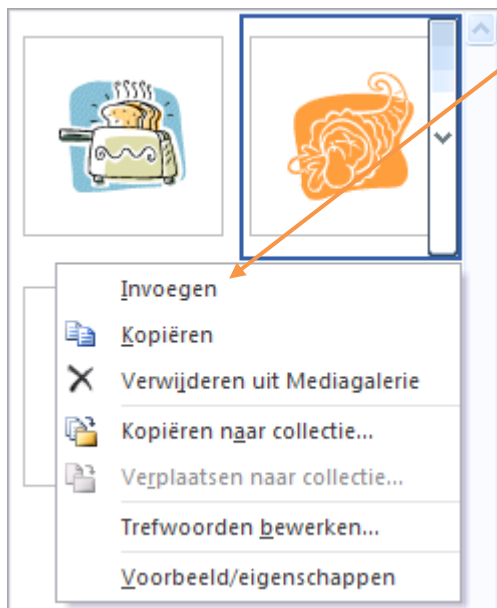 Invoegen
Kopiëren
Verwijderen uit Mediagalerie
Kopiëren naar collectie...
Verplaatsen naar collectie...
Trefwoorden bewerken...
Voorbeeld/eigenschappen